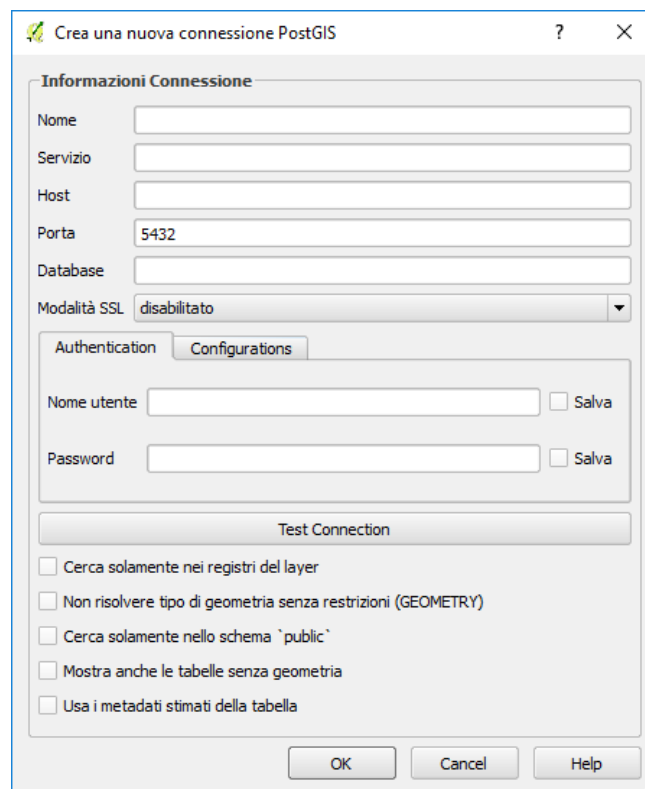 Crea una nuova connessione PostGIS
Informazioni Connessione
Nome
Servizio
Host
Porta 5432
Database
Modalità SSL disabilitato
Authentication Configurations
Nome utente Salva
Password Salva
Test Connection
Cerca solamente nei registri del layer
Non risolvere tipo di geometria senza restrizioni (GEOMETRY)
Cerca solamente nello schema `public`
Mostra anche le tabelle senza geometria
Usa i metadati stimati della tabella
OK Cancel Help